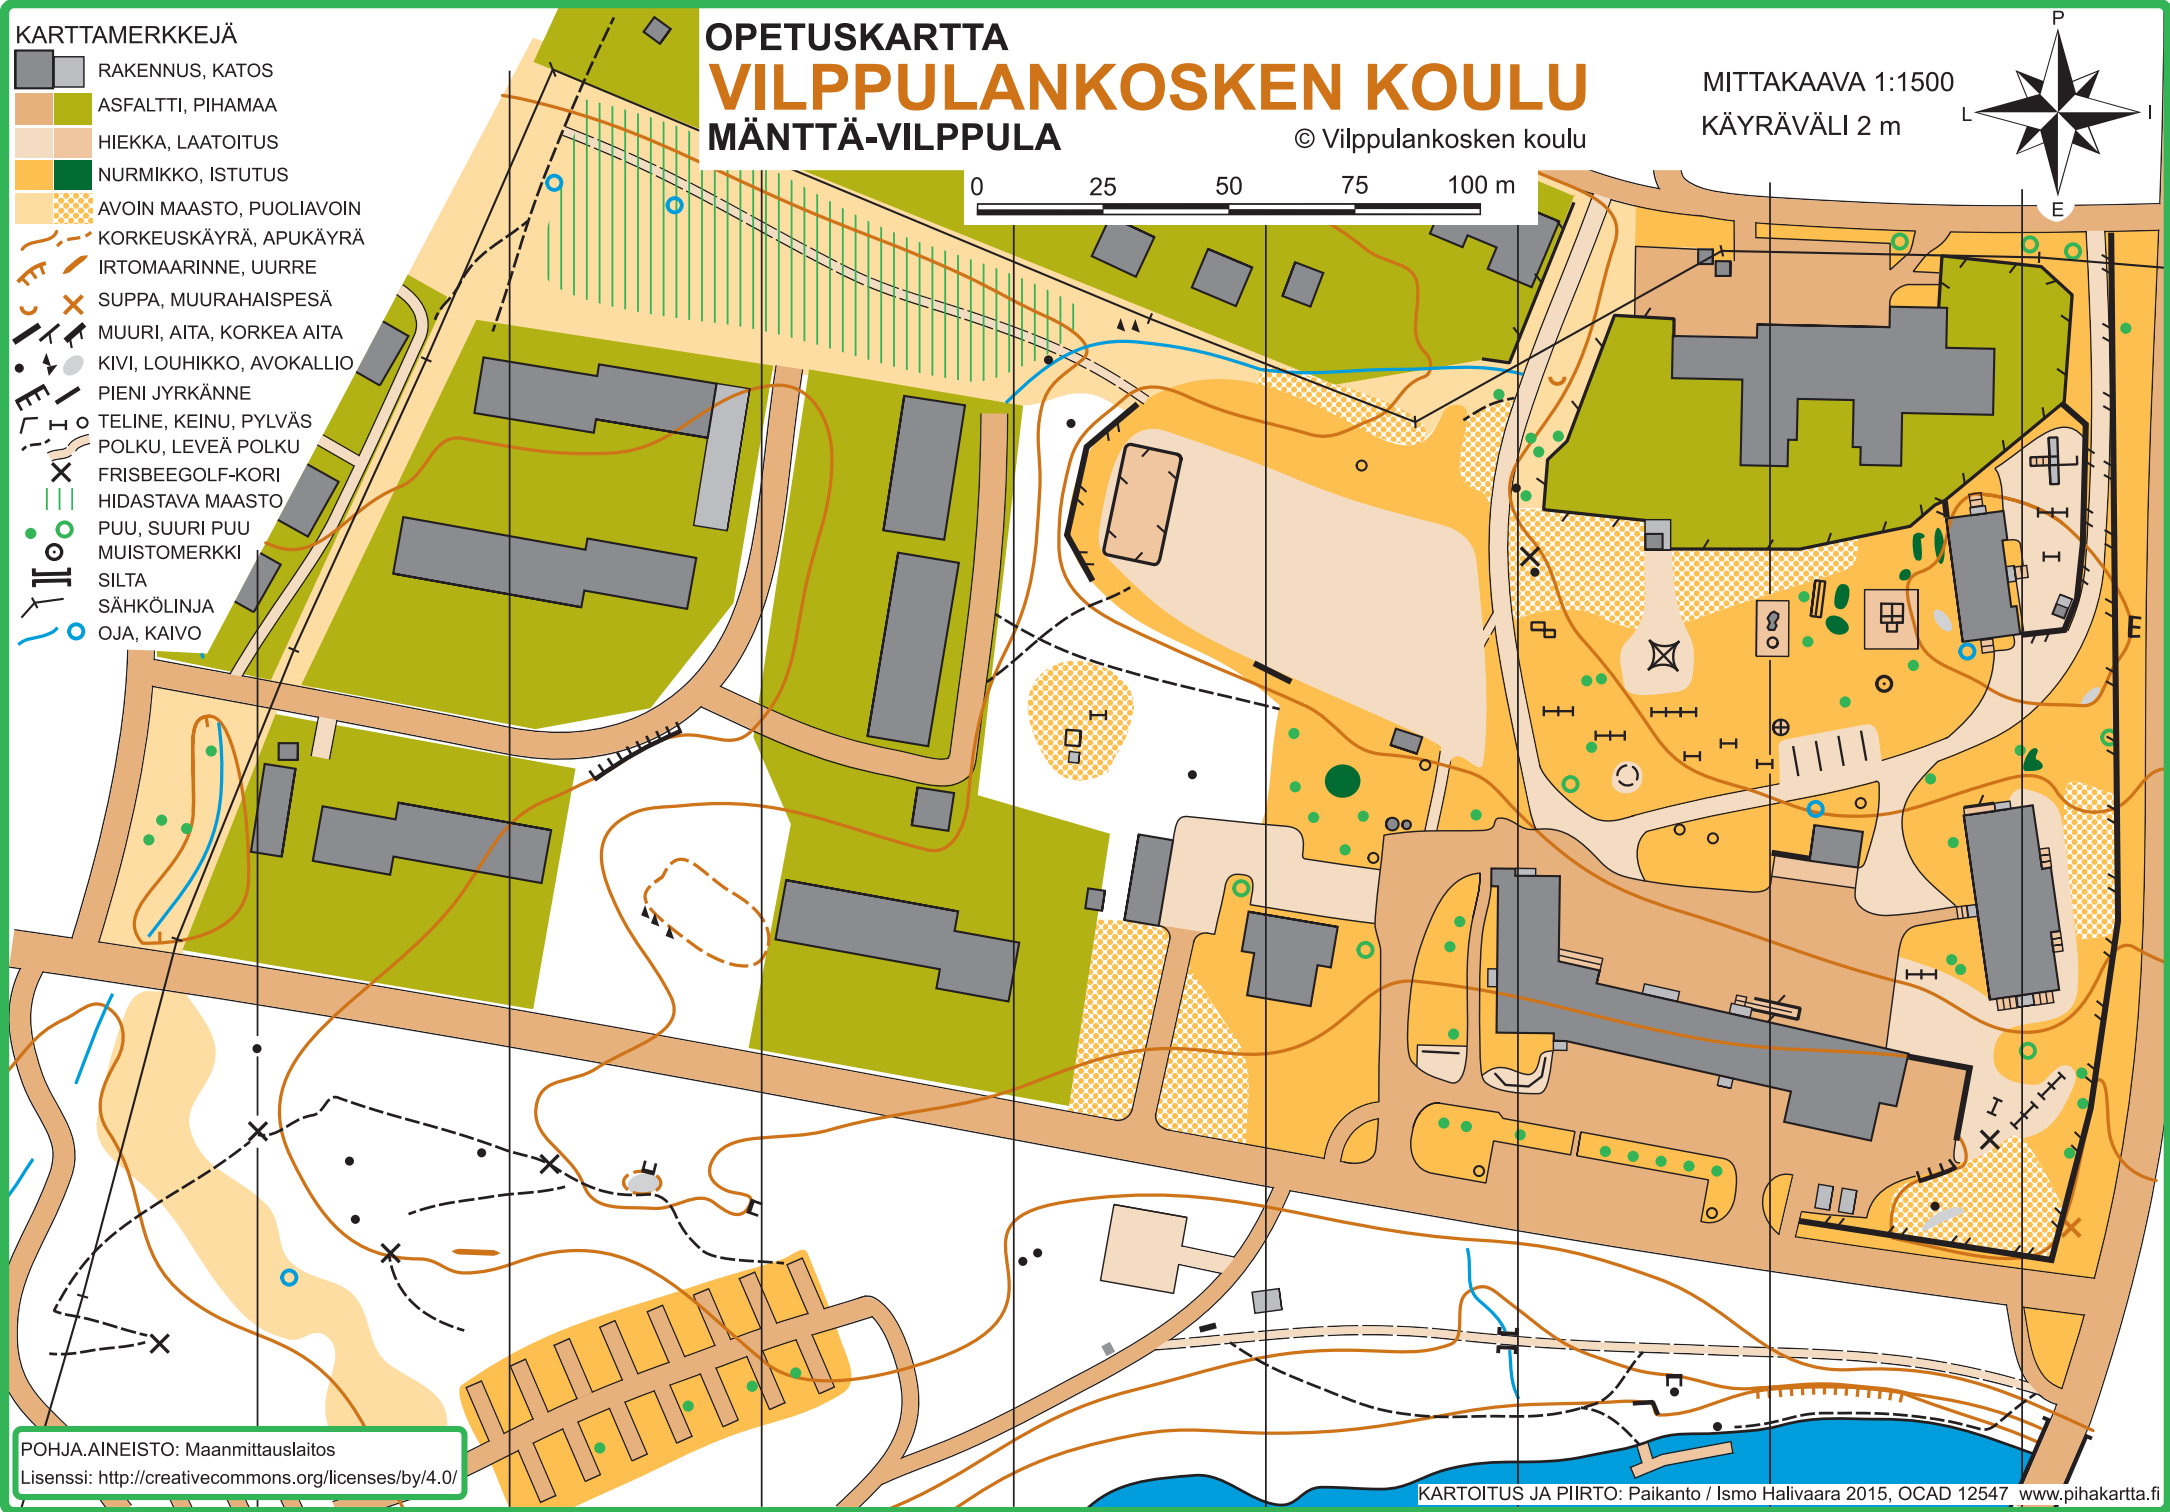 KARTTAMERKKEJÄ
RAKENNUS, KATOS
ASFALTTI, PIHAMAA
HIEKKA, LAATOITUS
NURMIKKO, ISTUTUS
AVOIN MAASTO, PUOLIAVOIN
KORKEUSKÄYRÄ, APUKÄYRÄ
IRTOMAARINNE, UURRE
SUPPA, MUURAHAISPESÄ
MUURI, AITA, KORKEA AITA
KIVI, LOUHIKKO, AVOKALLIO
PIENI JYRKÄNNE
TELINE, KEINU, PYLVÄS
POLKU, LEVEÄ POLKU
FRISBEEGOLF-KORI
HIDASTAVA MAASTO
PUU, SUURI PUU
MUISTOMERKKI
SILTA
SÄHKÖLINJA
OJA, KAIVO
OPETUSKARTTA
VILPPULANKOSKEN KOULU
MÄNTTÄ-VILPPULA
© Vilppulankosken koulu
0 25 50 75 100 m
MITTAKAAVA 1:1500
KÄYRÄVÄLI 2 m
P
L
I
E
POHJA.AINEISTO: Maanmittauslaitos
Lisenssi: http://creativecommons.org/licenses/by/4.0/
KARTOITUS JA PIIRTO: Paikanto / Ismo Halivaara 2015, OCAD 12547 www.pihakartta.fi